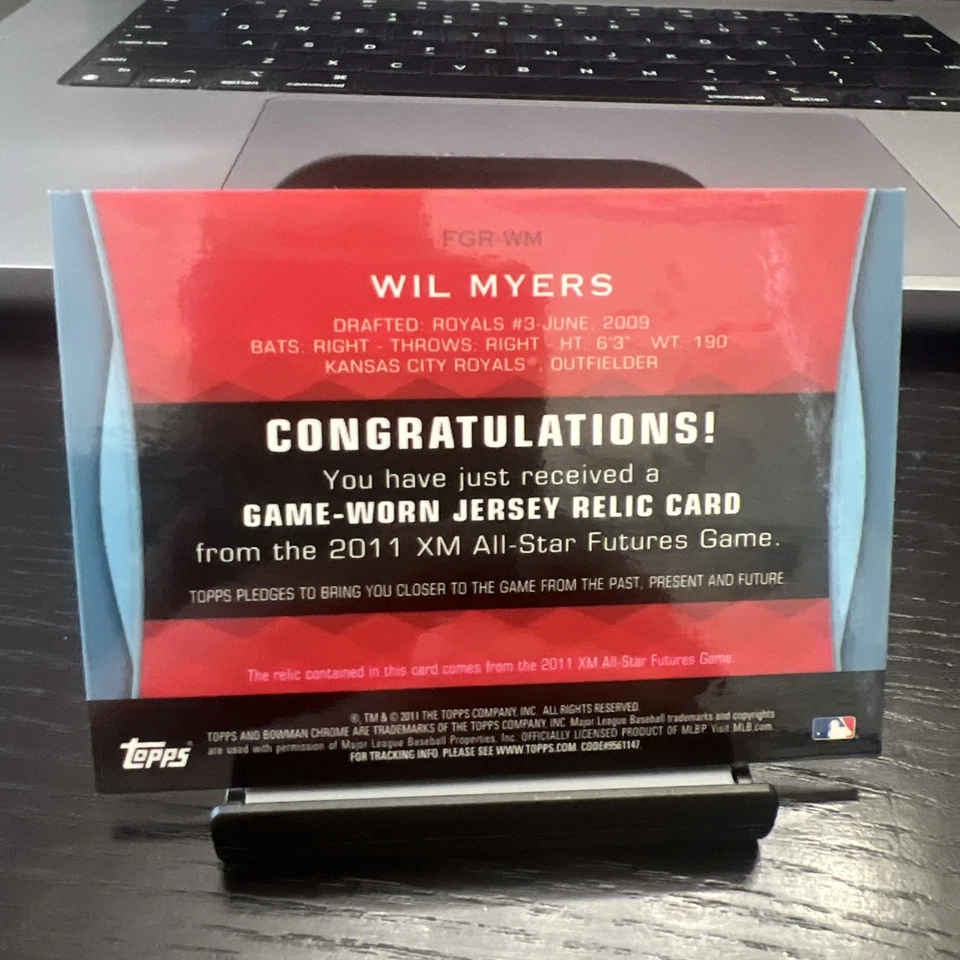 Q W E R T Y U I O P
A S D F G H J K L
Z X C V B N M
fn control option command command option
FGR-WM
WIL MYERS
DRAFTED: ROYALS #3-JUNE, 2009
BATS: RIGHT - THROWS: RIGHT - HT: 6'3" - WT: 190
KANSAS CITY ROYALS®, OUTFIELDER
CONGRATULATIONS!
You have just received a
GAME-WORN JERSEY RELIC CARD
from the 2011 XM All-Star Futures Game.
TOPPS PLEDGES TO BRING YOU CLOSER TO THE GAME FROM THE PAST, PRESENT AND FUTURE.
The relic contained in this card comes from the 2011 XM All-Star Futures Game.
®, TM & © 2011 THE TOPPS COMPANY, INC. ALL RIGHTS RESERVED.
TOPPS AND BOWMAN CHROME ARE TRADEMARKS OF THE TOPPS COMPANY, INC. Major League Baseball trademarks and copyrights
are used with permission of Major League Baseball Properties, Inc. OFFICIALLY LICENSED PRODUCT OF MLBP Visit MLB.com
FOR TRACKING INFO. PLEASE SEE WWW.TOPPS.COM. CODE#9561147.
topps